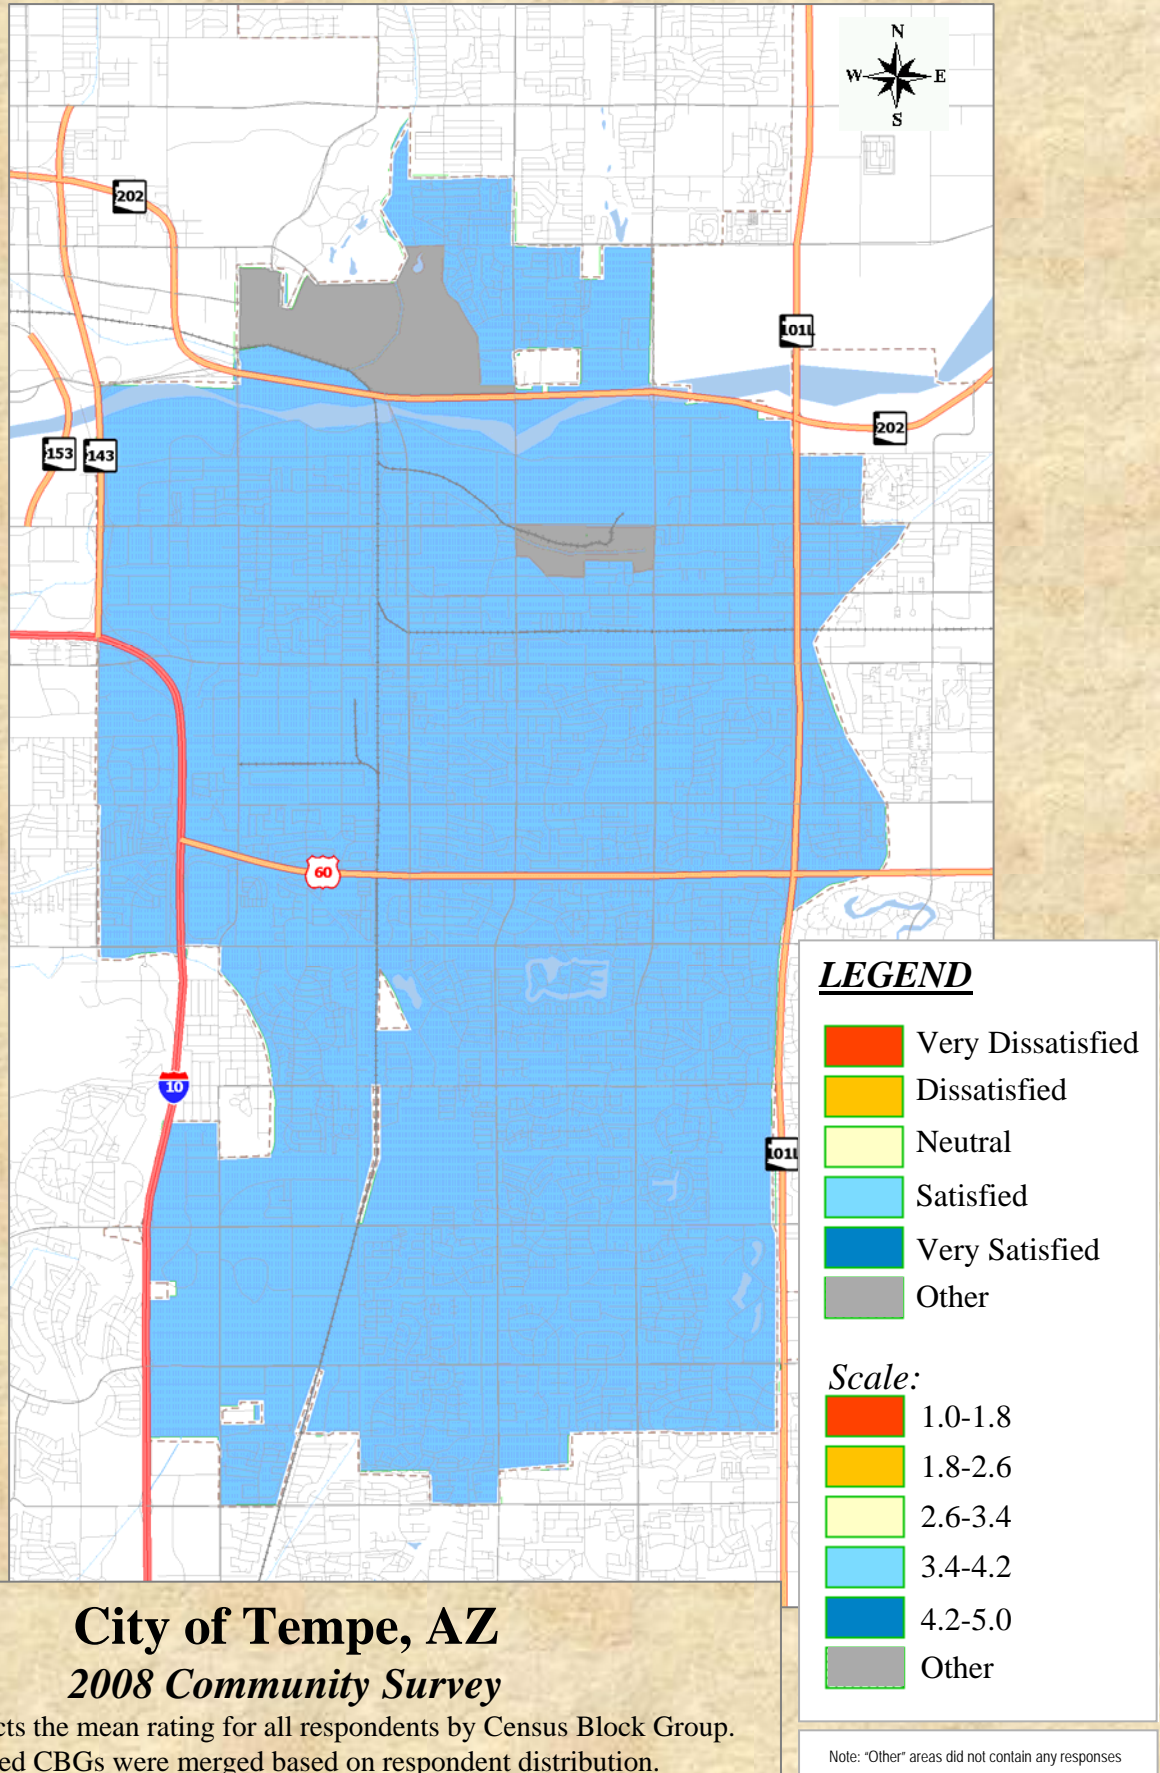 N
W E
S
202
101L
202
153 143
60
10
101L
LEGEND
Very Dissatisfied
Dissatisfied
Neutral
Satisfied
Very Satisfied
Other
Scale:
1.0-1.8
1.8-2.6
2.6-3.4
3.4-4.2
4.2-5.0
Other
City of Tempe, AZ
2008 Community Survey
the mean rating for all respondents by Census Block Group.
CBGs were merged based on respondent distribution.
Note: “Other” areas did not contain any responses